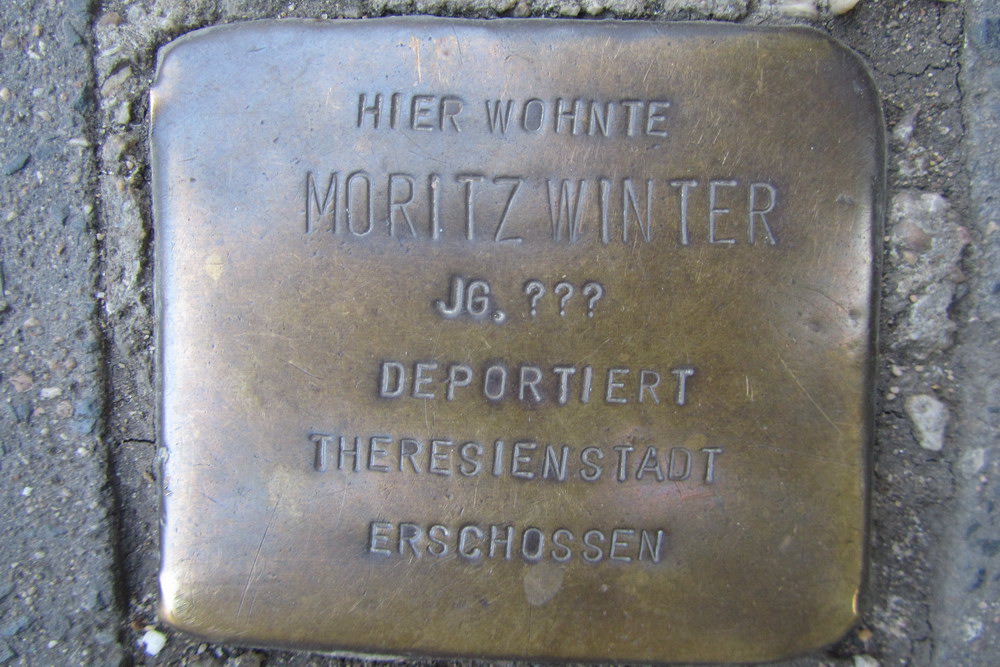 HIER WOHNTE
MORITZ WINTER
JG. ???
DEPORTIERT
THERESIENSTADT
ERSCHOSSEN